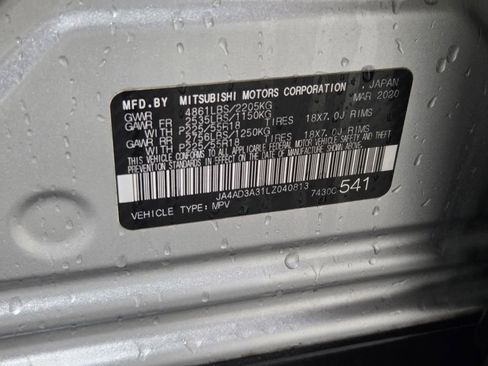 MFD.BY MITSUBISHI MOTORS CORPORATION , JAPAN
GVWR 4861LBS/2205KG MAR 2020
GAWR FR 2535LBS/1150KG
WITH P225/55R18 TIRES 18X7.0J RIMS
GAWR RR 2756LBS/1250KG
WITH P225/55R18 TIRES 18X7.0J RIMS
THIS VEHICLE CONFORMS TO ALL APPLICABLE FEDERAL MOTOR VEHICLE SAFETY, BUMPER, AND THEFT
PREVENTION STANDARDS IN EFFECT ON THE DATE OF MANUFACTURE SHOWN ABOVE.
JA4AD3A31LZ040813
VEHICLE TYPE: MPV 7430G 541